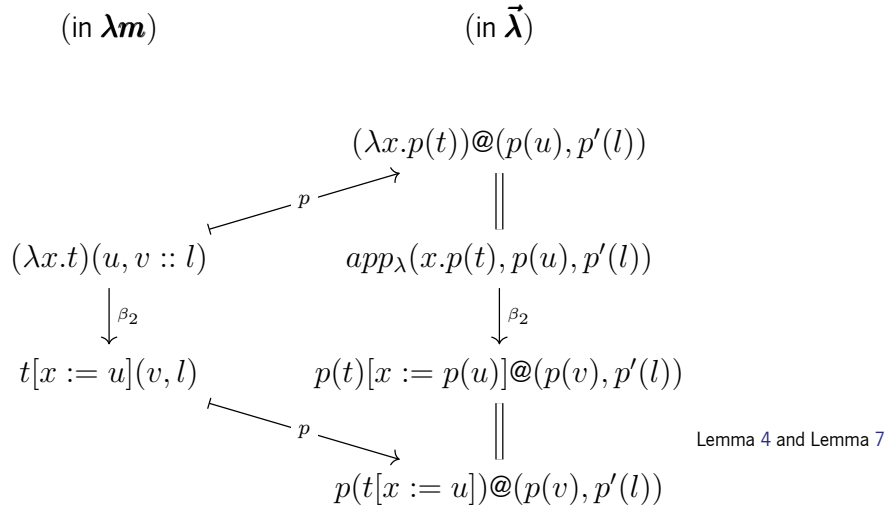 (in λm) (in λ⃗)
(λx.p(t))@(p(u), p′(l))
p
(λx.t)(u, v :: l) app_λ(x.p(t), p(u), p′(l))
β₂ β₂
t[x := u](v, l) p(t)[x := p(u)]@(p(v), p′(l))
p
Lemma 4 and Lemma 7
p(t[x := u])@(p(v), p′(l))